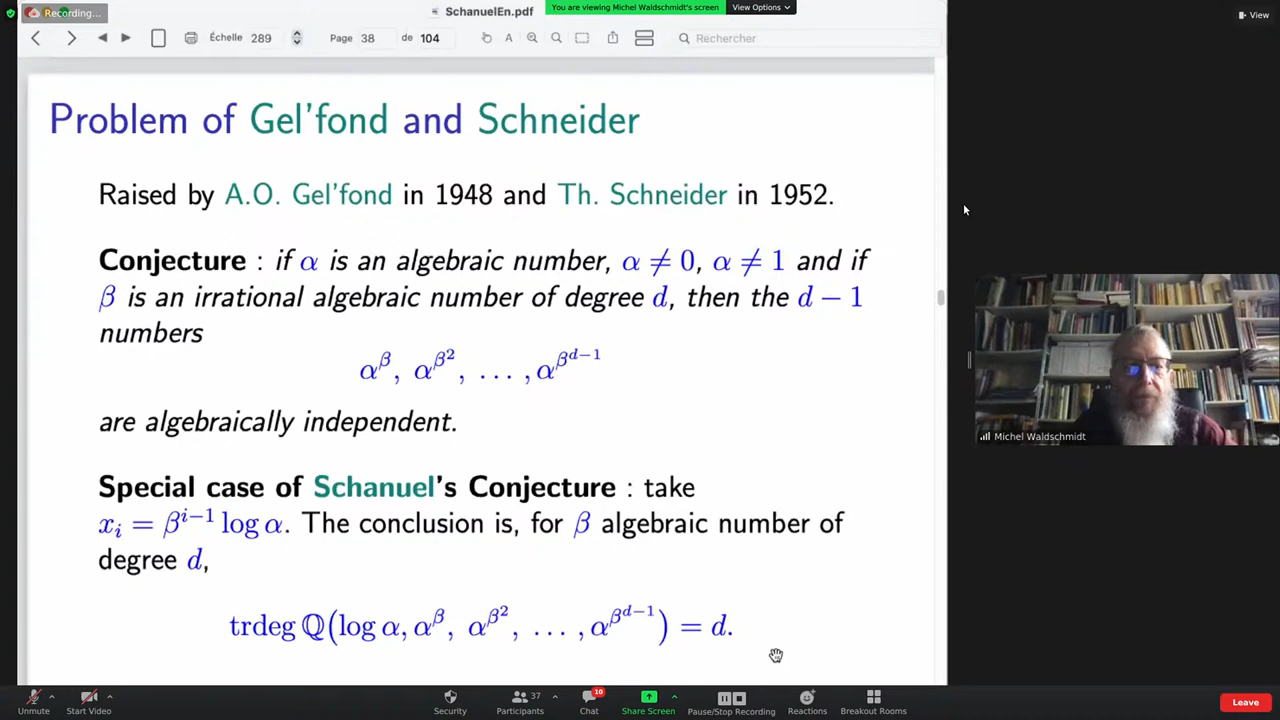 Recording...
SchanuelEn.pdf
You are viewing Michel Waldschmidt's screen
View Options
View
Échelle 289
Page 38 de 104
A
Rechercher
Problem of Gel'fond and Schneider
Raised by A.O. Gel'fond in 1948 and Th. Schneider in 1952.
Conjecture : if α is an algebraic number, α ≠ 0, α ≠ 1 and if
β is an irrational algebraic number of degree d, then the d − 1
numbers
α^β, α^{β^2}, …, α^{β^{d−1}}
are algebraically independent.
Special case of Schanuel's Conjecture : take
x_i = β^{i−1} log α. The conclusion is, for β algebraic number of
degree d,
trdeg ℚ(log α, α^β, α^{β^2}, …, α^{β^{d−1}}) = d.
Michel Waldschmidt
Unmute
Start Video
Security
37
Participants
10
Chat
Share Screen
Pause/Stop Recording
Reactions
Breakout Rooms
Leave